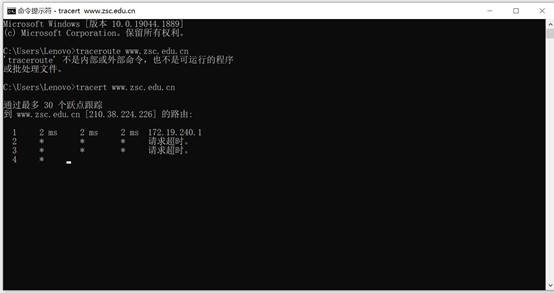 命令提示符 - tracert www.zsc.edu.cn
Microsoft Windows [版本 10.0.19044.1889]
(c) Microsoft Corporation。保留所有权利。
C:\Users\Lenovo>traceroute www.zsc.edu.cn
'traceroute' 不是内部或外部命令，也不是可运行的程序
或批处理文件。
C:\Users\Lenovo>tracert www.zsc.edu.cn
通过最多 30 个跃点跟踪
到 www.zsc.edu.cn [210.38.224.226] 的路由:
1 2 ms 2 ms 2 ms 172.19.240.1
2 * * * 请求超时。
3 * * * 请求超时。
4 *